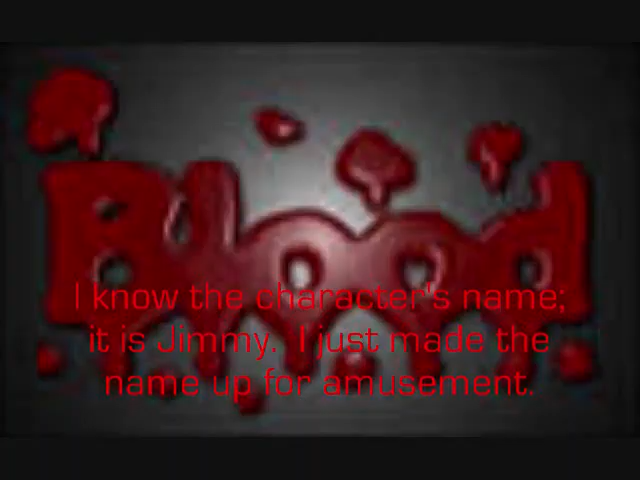 Blood
I know the character's name;
it is Jimmy.  I just made the
name up for amusement.